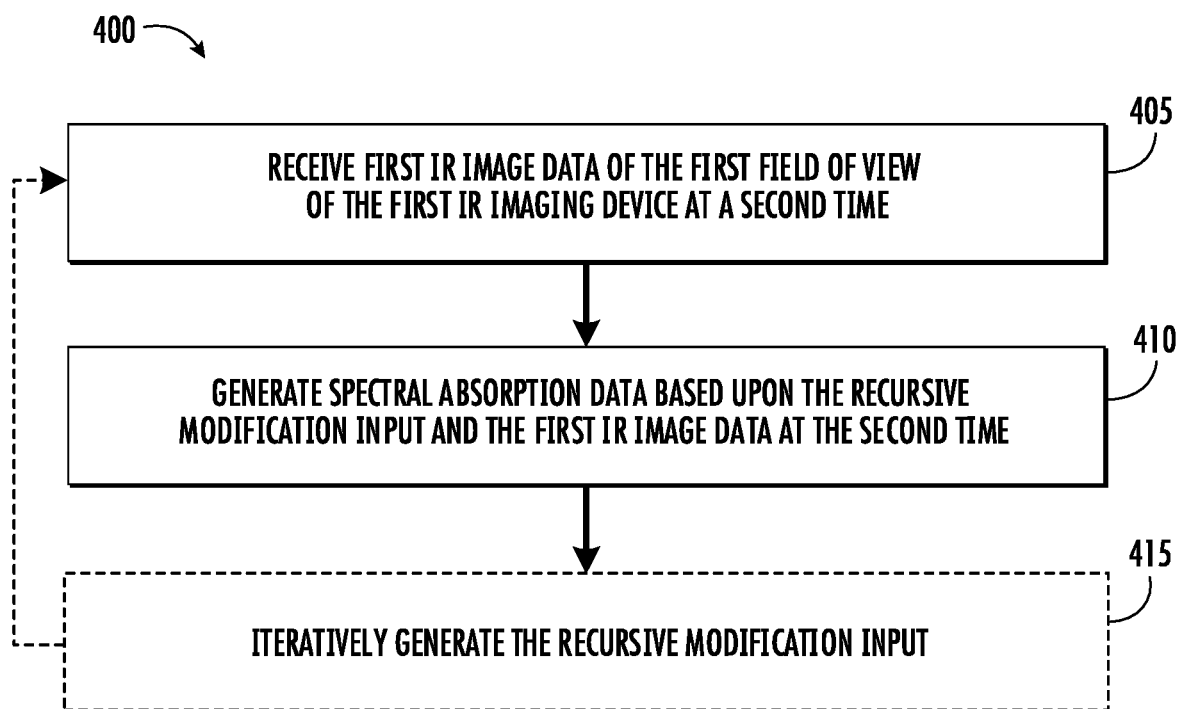 400
405
RECEIVE FIRST IR IMAGE DATA OF THE FIRST FIELD OF VIEW
OF THE FIRST IR IMAGING DEVICE AT A SECOND TIME
410
GENERATE SPECTRAL ABSORPTION DATA BASED UPON THE RECURSIVE
MODIFICATION INPUT AND THE FIRST IR IMAGE DATA AT THE SECOND TIME
415
ITERATIVELY GENERATE THE RECURSIVE MODIFICATION INPUT